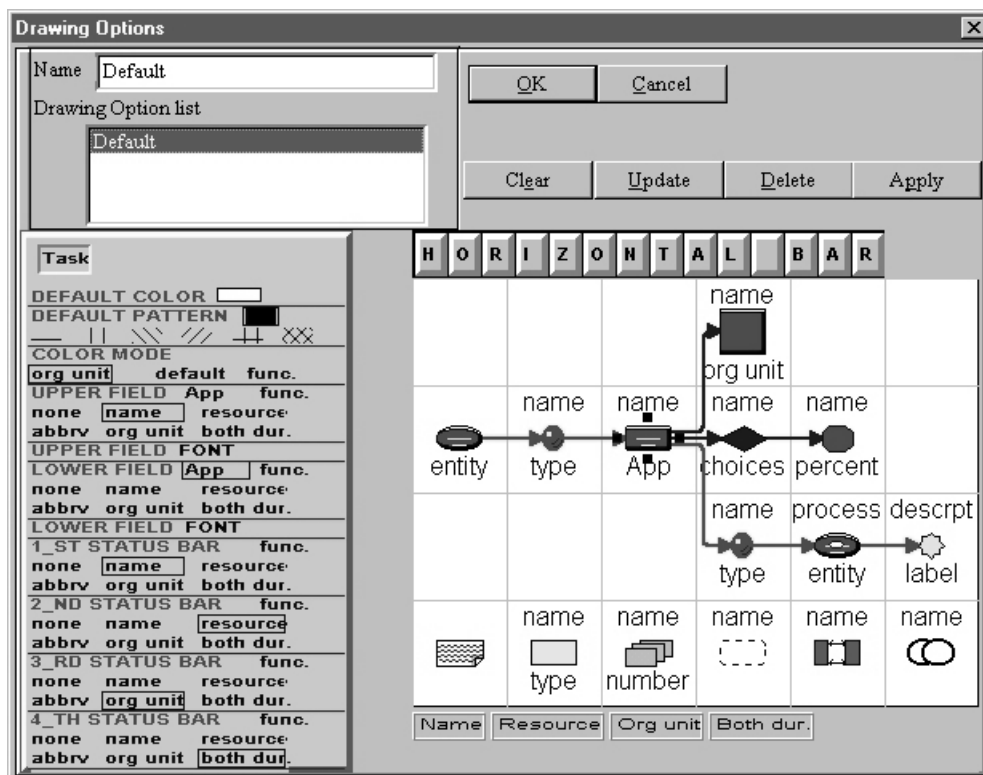 Drawing Options
Name Default
OK Cancel
Drawing Option list
Default
Clear Update Delete Apply
Task
DEFAULT COLOR
DEFAULT PATTERN
COLOR MODE
org unit default func.
UPPER FIELD App func.
none name resource
abbrv org unit both dur.
UPPER FIELD FONT
LOWER FIELD App func.
none name resource
abbrv org unit both dur.
LOWER FIELD FONT
1_ST STATUS BAR func.
none name resource
abbrv org unit both dur.
2_ND STATUS BAR func.
none name resource
abbrv org unit both dur.
3_RD STATUS BAR func.
none name resource
abbrv org unit both dur.
4_TH STATUS BAR func.
none name resource
abbrv org unit both dur.
HORIZONTAL BAR
name
org unit
name name name name
entity type App choices percent
name process descrpt
type entity label
name name name name name
type number
Name Resource Org unit Both dur.